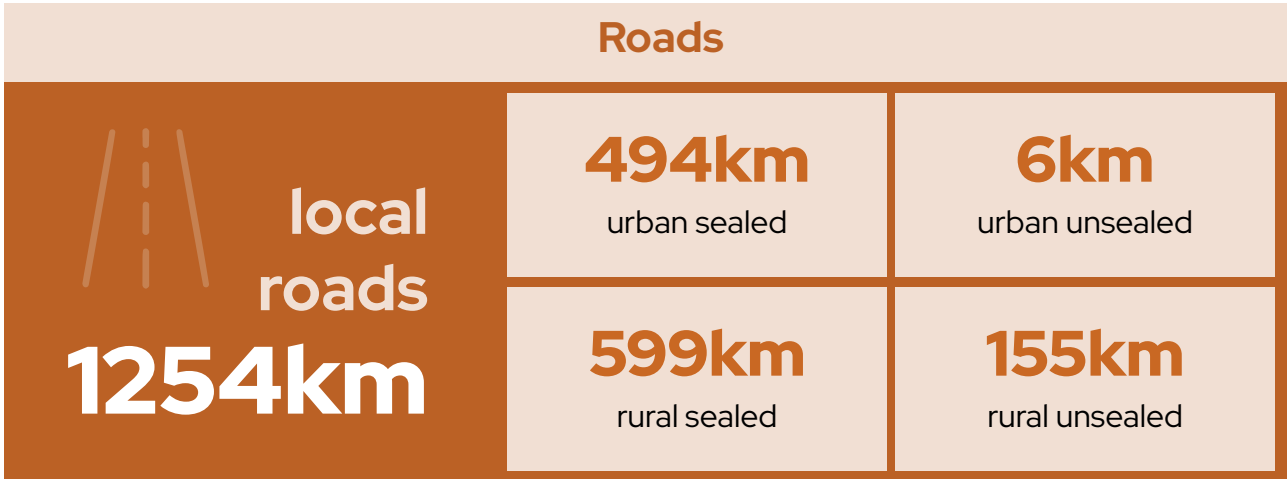 Roads
local
roads
1254km
494km
urban sealed
6km
urban unsealed
599km
rural sealed
155km
rural unsealed